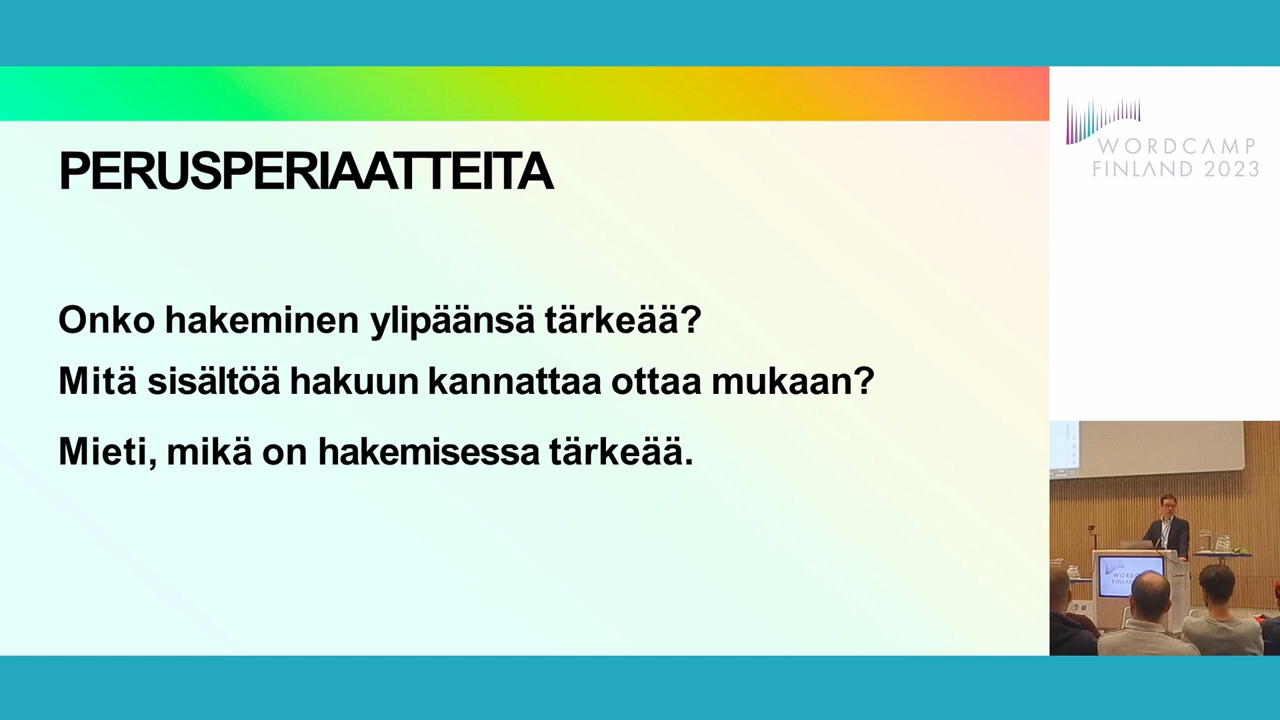 PERUSPERIAATTEITA
Onko hakeminen ylipäänsä tärkeää?
Mitä sisältöä hakuun kannattaa ottaa mukaan?
Mieti, mikä on hakemisessa tärkeää.
WORDCAMP
FINLAND 2023